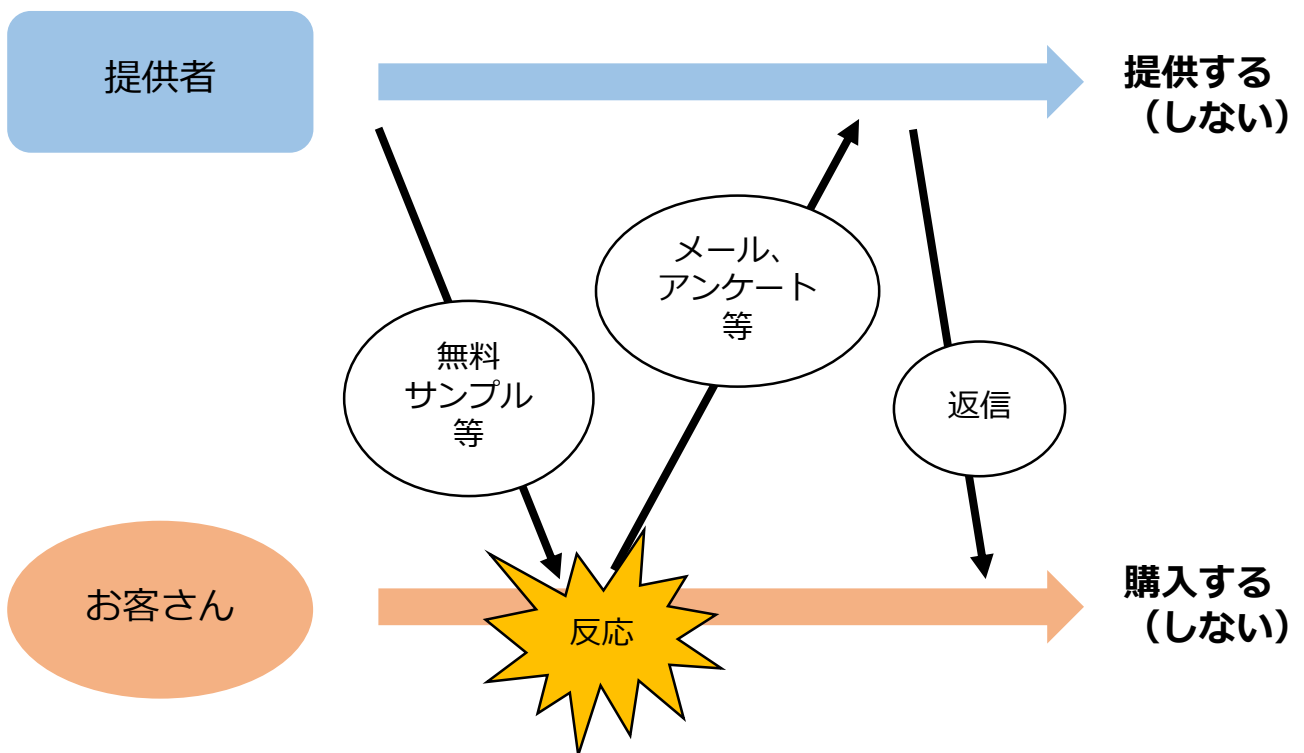 提供者
提供する
（しない）
メール、
アンケート
等
無料
サンプル
等
返信
お客さん
反応
購入する
（しない）